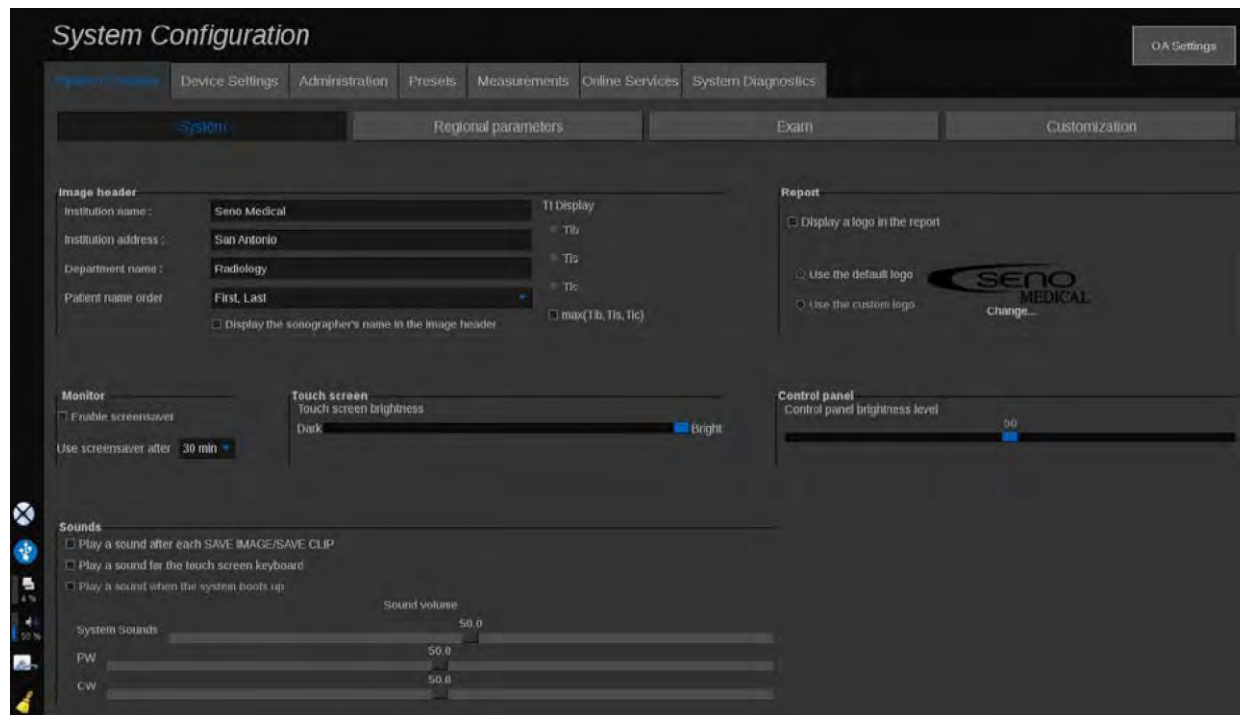 System Configuration
OA Settings
Device Settings Administration Presets Measurements Online Services System Diagnostics
System Regional parameters Exam Customization
Image header
Institution name : Seno Medical
Institution address : San Antonio
Department name : Radiology
Patient name order First, Last
Display the sonographer's name in the image header
TI Display
Tib
Tis
Tic
max(Tib, Tis, Tic)
Report
Display a logo in the report
Use the default logo
Use the custom logo
SENO
MEDICAL
Change...
Monitor
Enable screensaver
Use screensaver after 30 min
Touch screen
Touch screen brightness
Dark Bright
Control panel
Control panel brightness level
50
Sounds
Play a sound after each SAVE IMAGE/SAVE CLIP
Play a sound for the touch screen keyboard
Play a sound when the system boots up
Sound volume
System Sounds 50.0
PW 50.0
CW 50.0
4 %
50 %